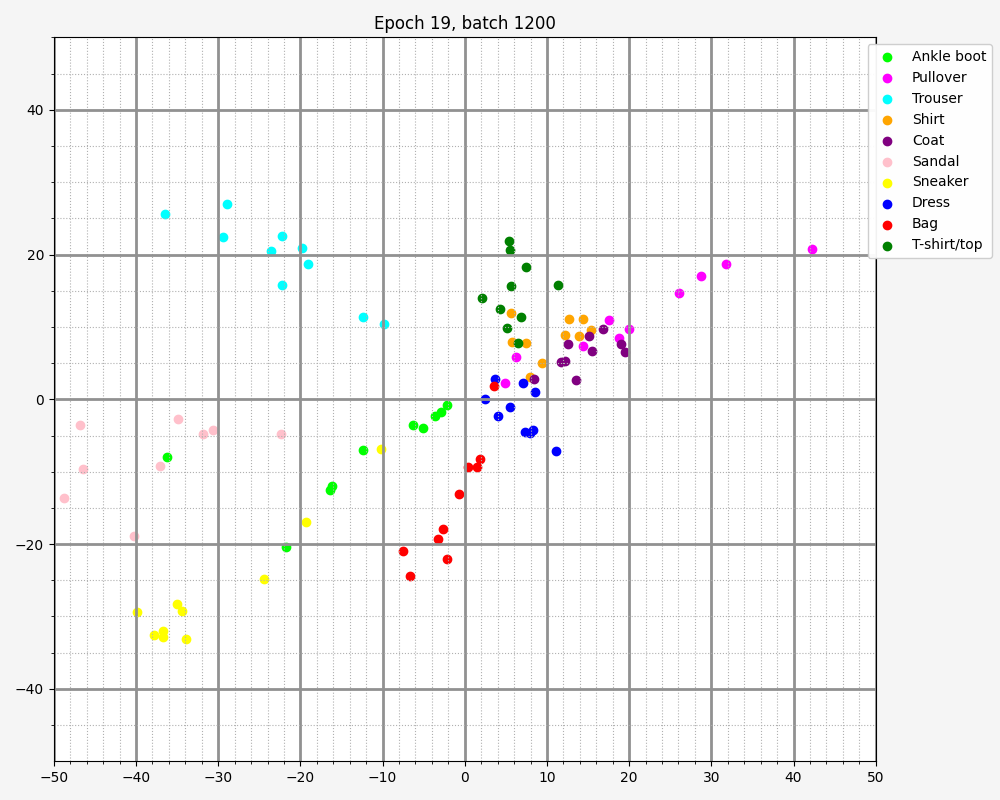 Epoch 19, batch 1200
Ankle boot
Pullover
Trouser
Shirt
Coat
Sandal
Sneaker
Dress
Bag
T-shirt/top
40
20
0
−20
−40
−50 −40 −30 −20 −10 0 10 20 30 40 50